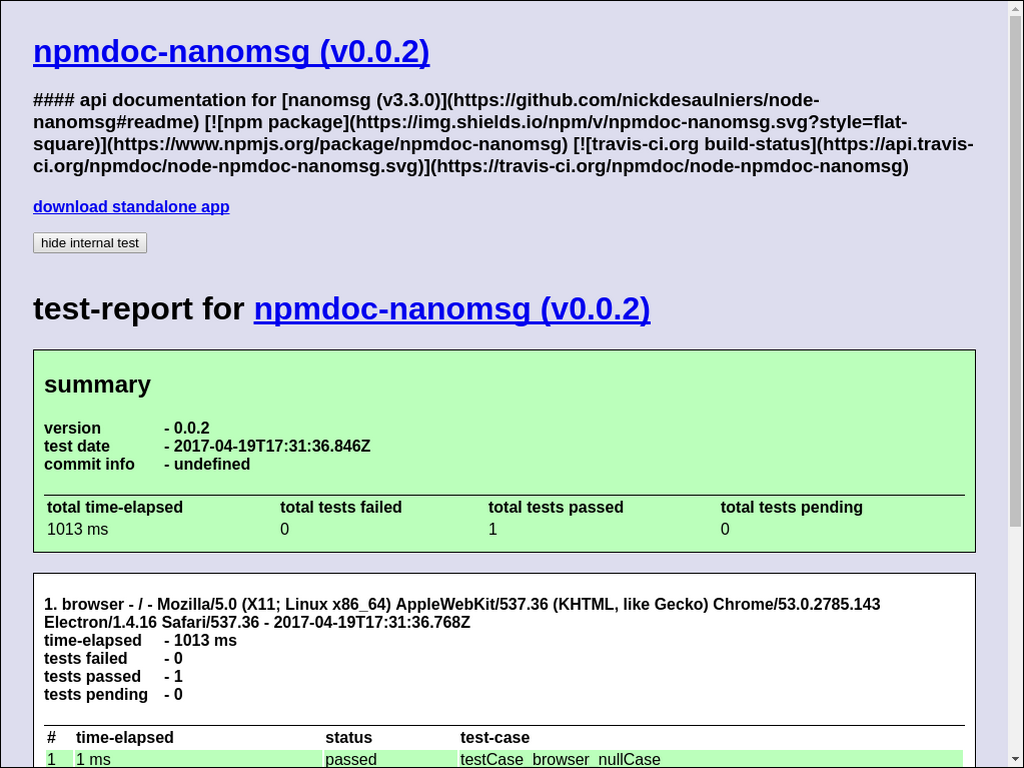 npmdoc-nanomsg (v0.0.2)
#### api documentation for [nanomsg (v3.3.0)](https://github.com/nickdesaulniers/node-
nanomsg#readme) [![npm package](https://img.shields.io/npm/v/npmdoc-nanomsg.svg?style=flat-
square)](https://www.npmjs.org/package/npmdoc-nanomsg) [![travis-ci.org build-status](https://api.travis-
ci.org/npmdoc/node-npmdoc-nanomsg.svg)](https://travis-ci.org/npmdoc/node-npmdoc-nanomsg)
download standalone app
hide internal test
test-report for npmdoc-nanomsg (v0.0.2)
summary
version - 0.0.2
test date - 2017-04-19T17:31:36.846Z
commit info - undefined
total time-elapsed total tests failed total tests passed total tests pending
1013 ms 0 1 0
1. browser - / - Mozilla/5.0 (X11; Linux x86_64) AppleWebKit/537.36 (KHTML, like Gecko) Chrome/53.0.2785.143
Electron/1.4.16 Safari/537.36 - 2017-04-19T17:31:36.768Z
time-elapsed - 1013 ms
tests failed - 0
tests passed - 1
tests pending - 0
# time-elapsed status test-case
1 1 ms passed testCase_browser_nullCase